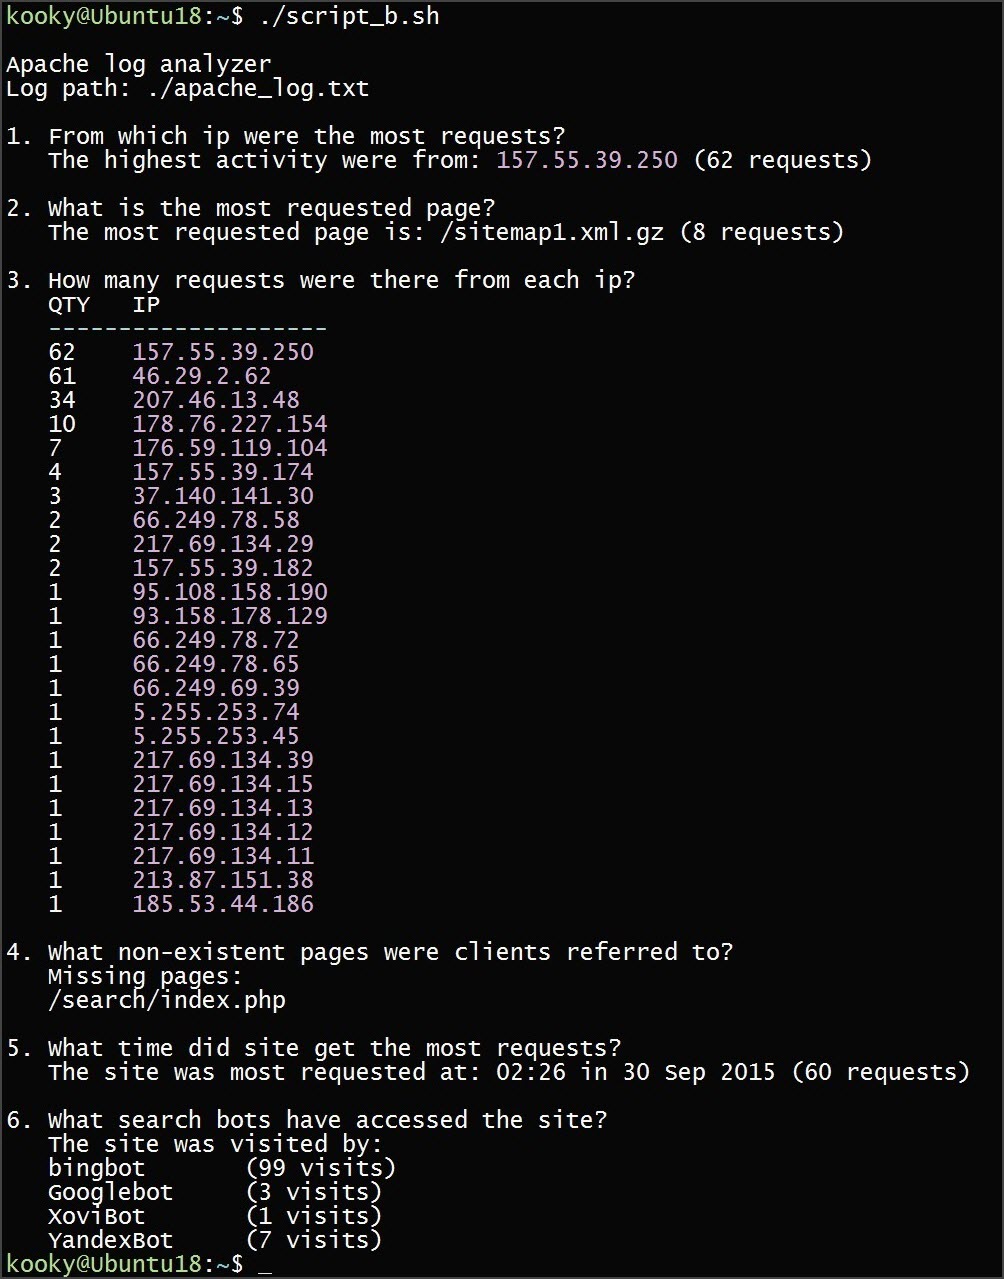 kooky@Ubuntu18:~$ ./script_b.sh
Apache log analyzer
Log path: ./apache_log.txt
1. From which ip were the most requests?
The highest activity were from: 157.55.39.250 (62 requests)
2. What is the most requested page?
The most requested page is: /sitemap1.xml.gz (8 requests)
3. How many requests were there from each ip?
QTY   IP
--------------------
62    157.55.39.250
61    46.29.2.62
34    207.46.13.48
10    178.76.227.154
7     176.59.119.104
4     157.55.39.174
3     37.140.141.30
2     66.249.78.58
2     217.69.134.29
2     157.55.39.182
1     95.108.158.190
1     93.158.178.129
1     66.249.78.72
1     66.249.78.65
1     66.249.69.39
1     5.255.253.74
1     5.255.253.45
1     217.69.134.39
1     217.69.134.15
1     217.69.134.13
1     217.69.134.12
1     217.69.134.11
1     213.87.151.38
1     185.53.44.186
4. What non-existent pages were clients referred to?
Missing pages:
/search/index.php
5. What time did site get the most requests?
The site was most requested at: 02:26 in 30 Sep 2015 (60 requests)
6. What search bots have accessed the site?
The site was visited by:
bingbot       (99 visits)
Googlebot     (3 visits)
XoviBot       (1 visits)
YandexBot     (7 visits)
kooky@Ubuntu18:~$ _